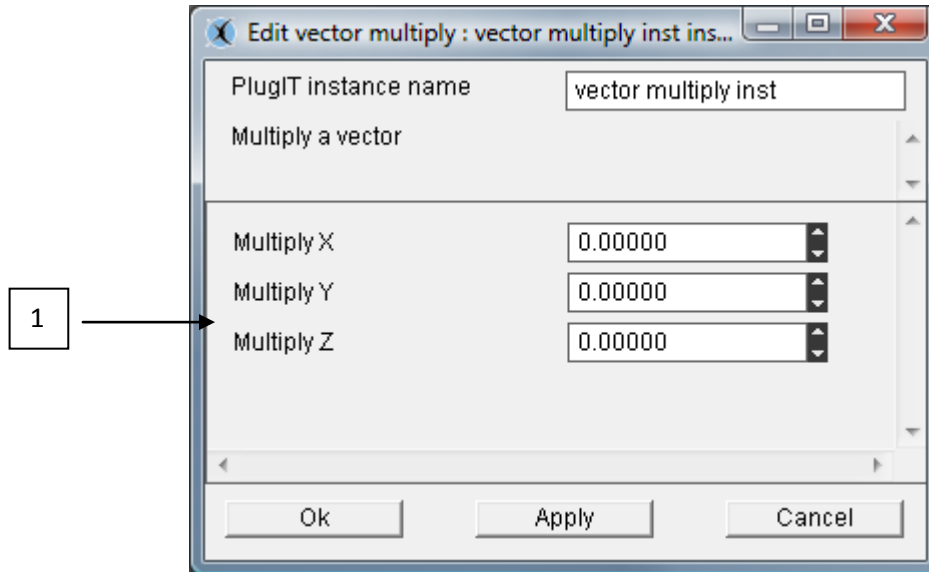 Edit vector multiply : vector multiply inst ins...
PlugIT instance name vector multiply inst
Multiply a vector
Multiply X 0.00000
Multiply Y 0.00000
1
Multiply Z 0.00000
Ok Apply Cancel